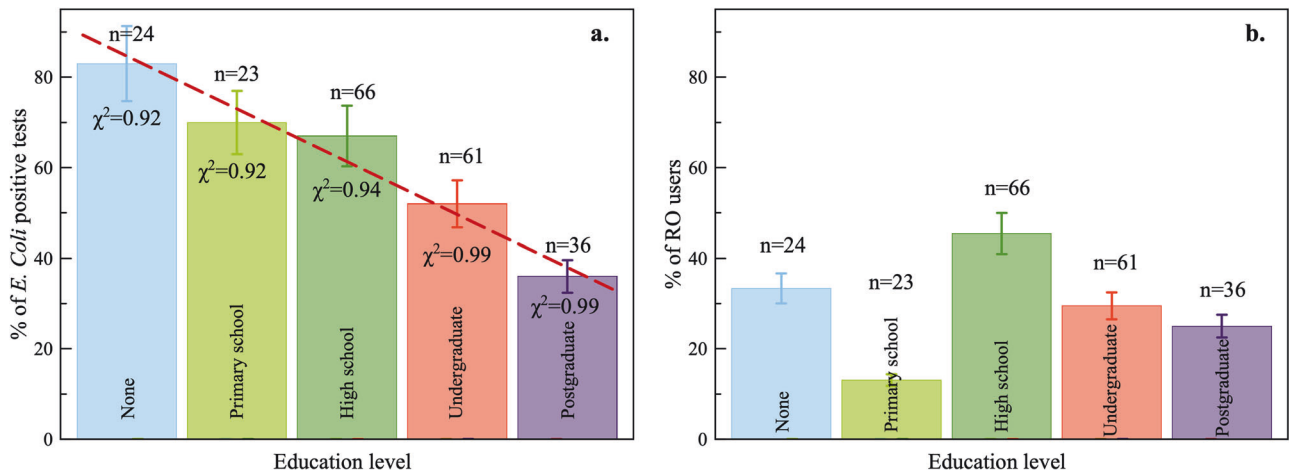 a.
% of E. Coli positive tests
80
60
40
20
0
n=24
n=23
n=66
n=61
n=36
χ²=0.92
χ²=0.92
χ²=0.94
χ²=0.99
χ²=0.99
None
Primary school
High school
Undergraduate
Postgraduate
Education level
b.
% of RO users
80
60
40
20
0
n=24
n=23
n=66
n=61
n=36
None
Primary school
High school
Undergraduate
Postgraduate
Education level